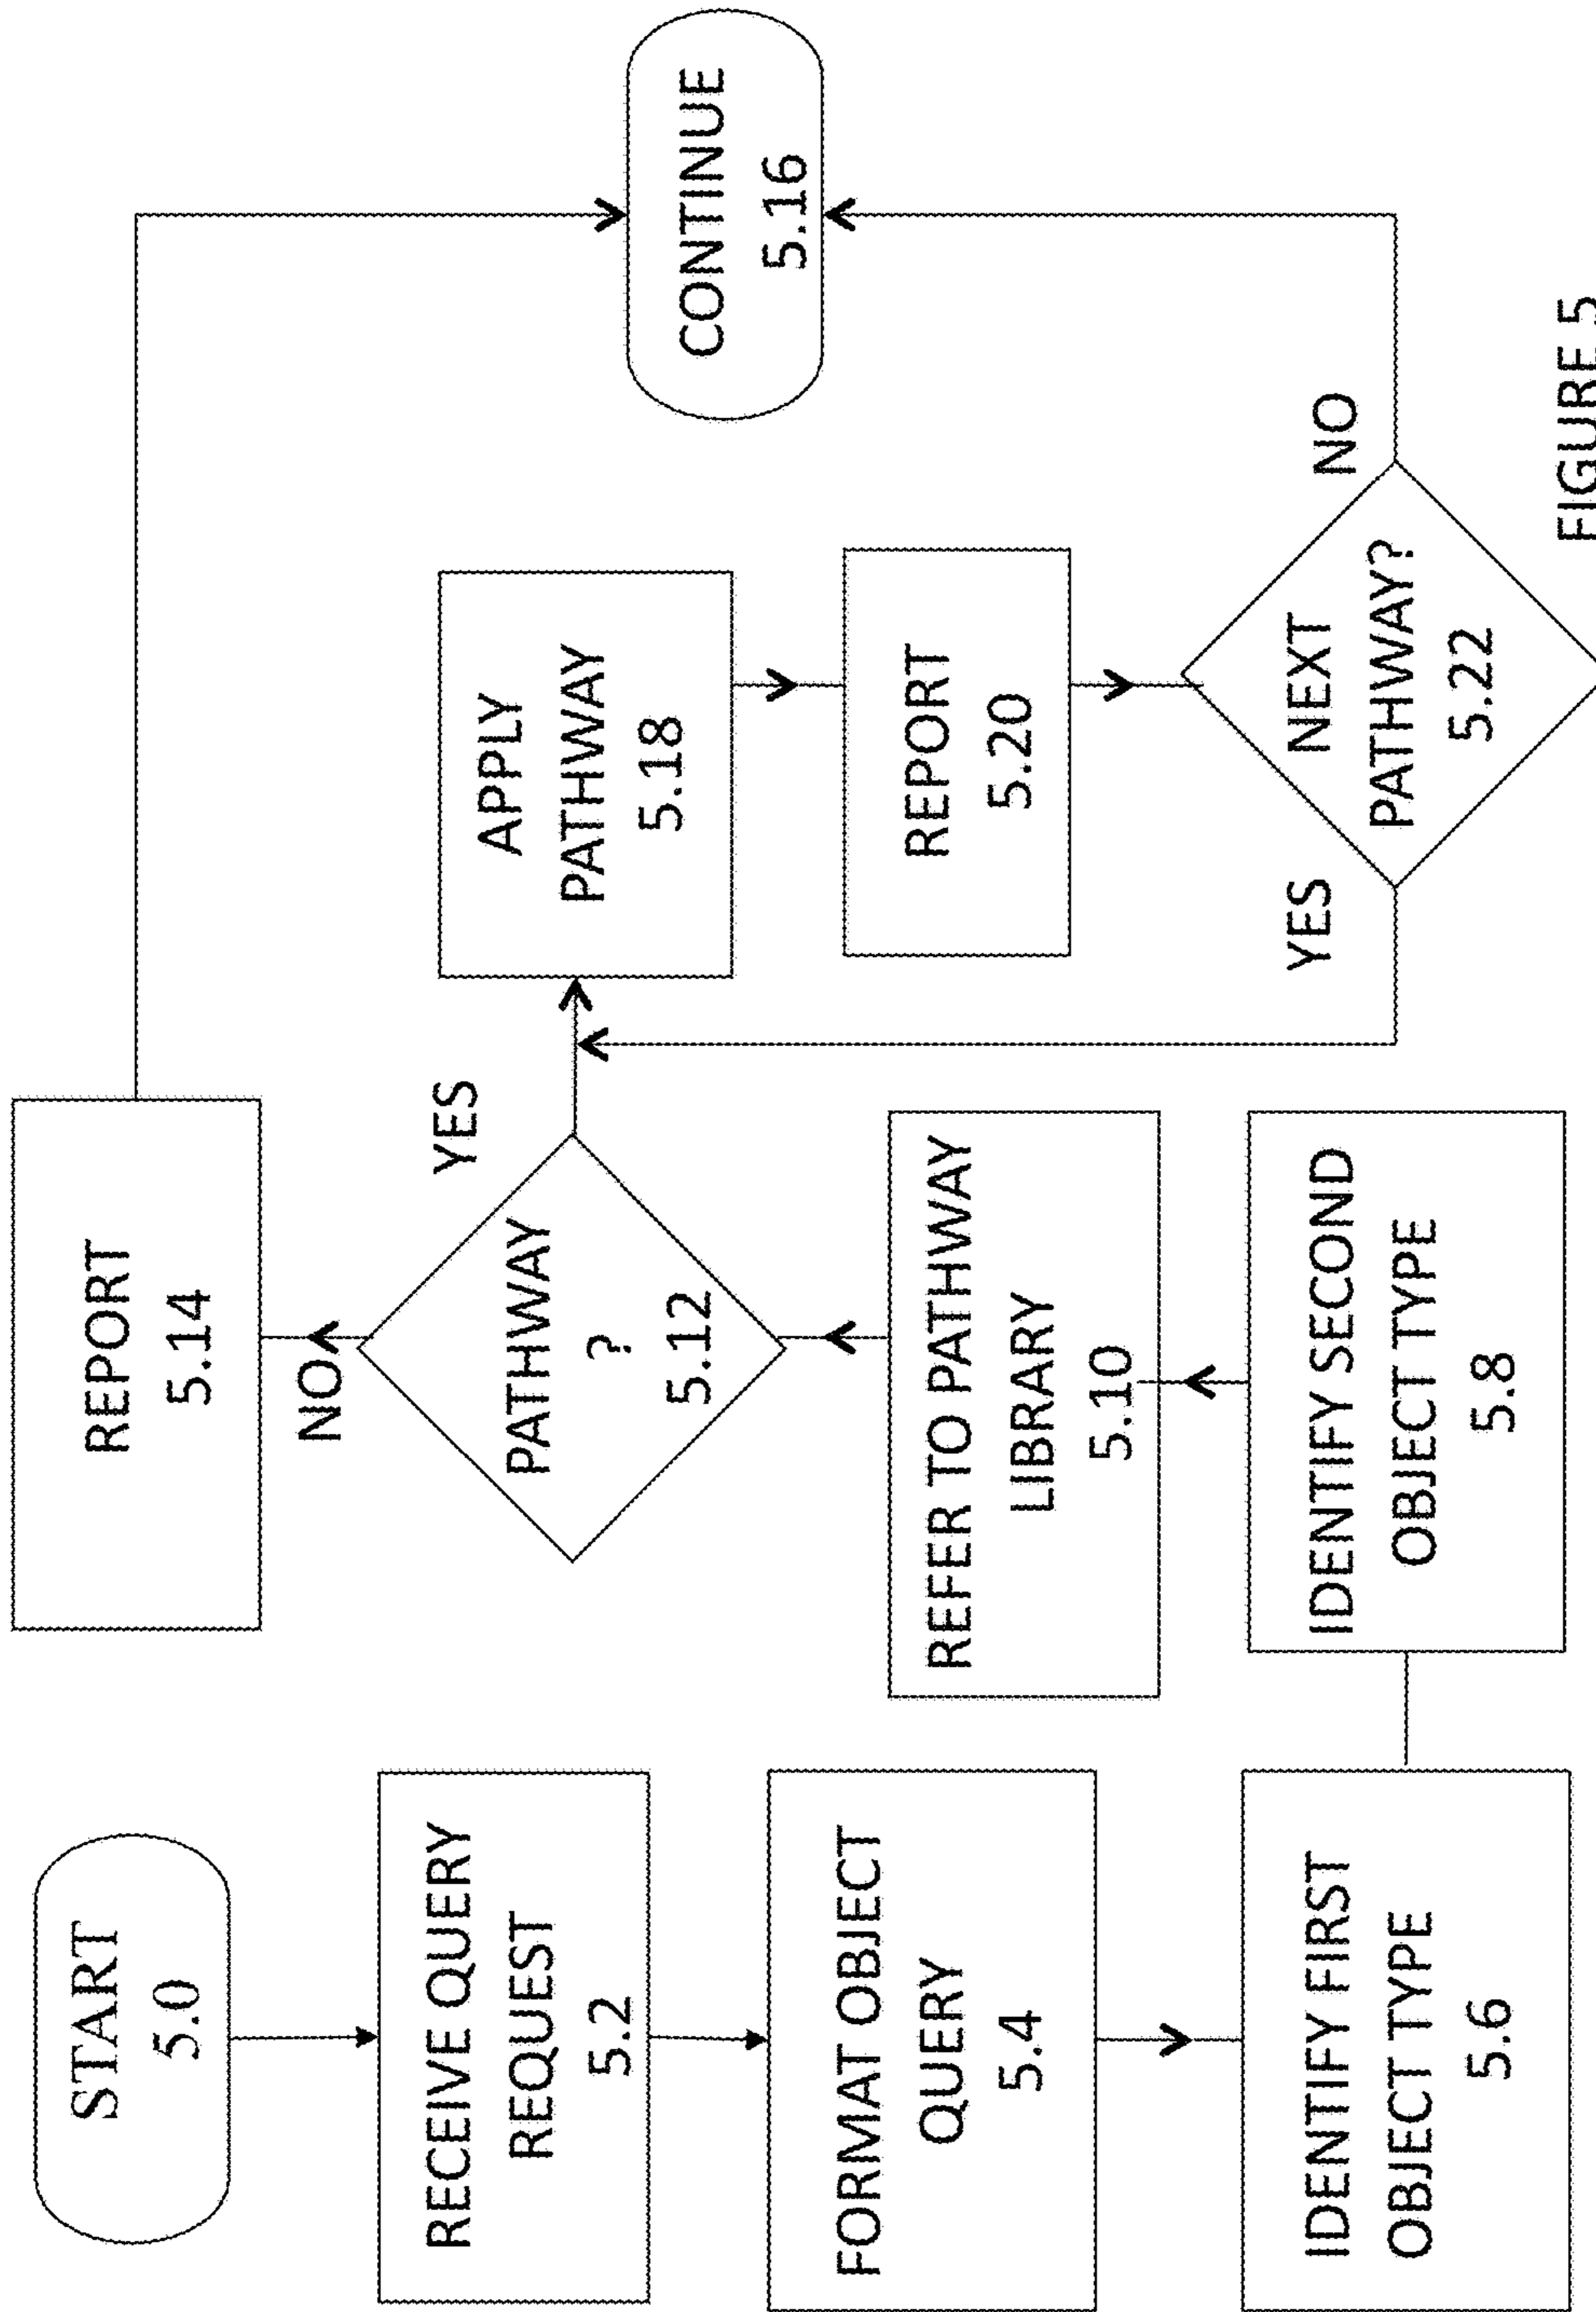 START
5.0
RECEIVE QUERY
REQUEST
5.2
FORMAT OBJECT
QUERY
5.4
IDENTIFY FIRST
OBJECT TYPE
5.6
IDENTIFY SECOND
OBJECT TYPE
5.8
REFER TO PATHWAY
LIBRARY
5.10
PATHWAY
?
5.12
NO
REPORT
5.14
YES
APPLY
PATHWAY
5.18
REPORT
5.20
NEXT
PATHWAY?
5.22
YES
NO
CONTINUE
5.16
FIGURE 5